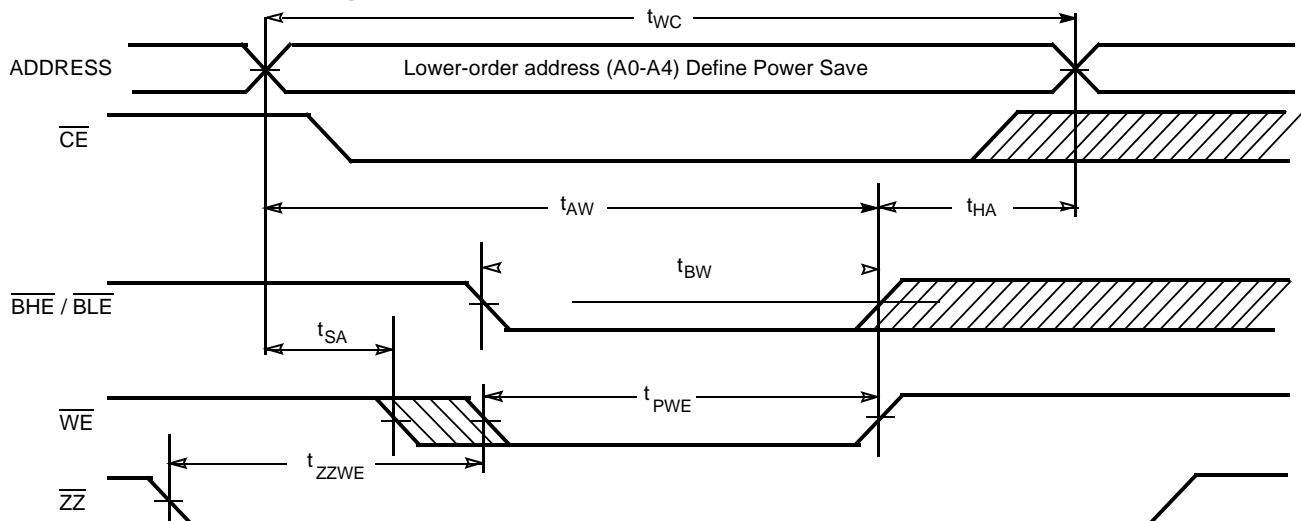 tWC
ADDRESS
Lower-order address (A0-A4) Define Power Save
CE
tAW
tHA
tBW
BHE / BLE
tSA
tPWE
WE
tZZWE
ZZ